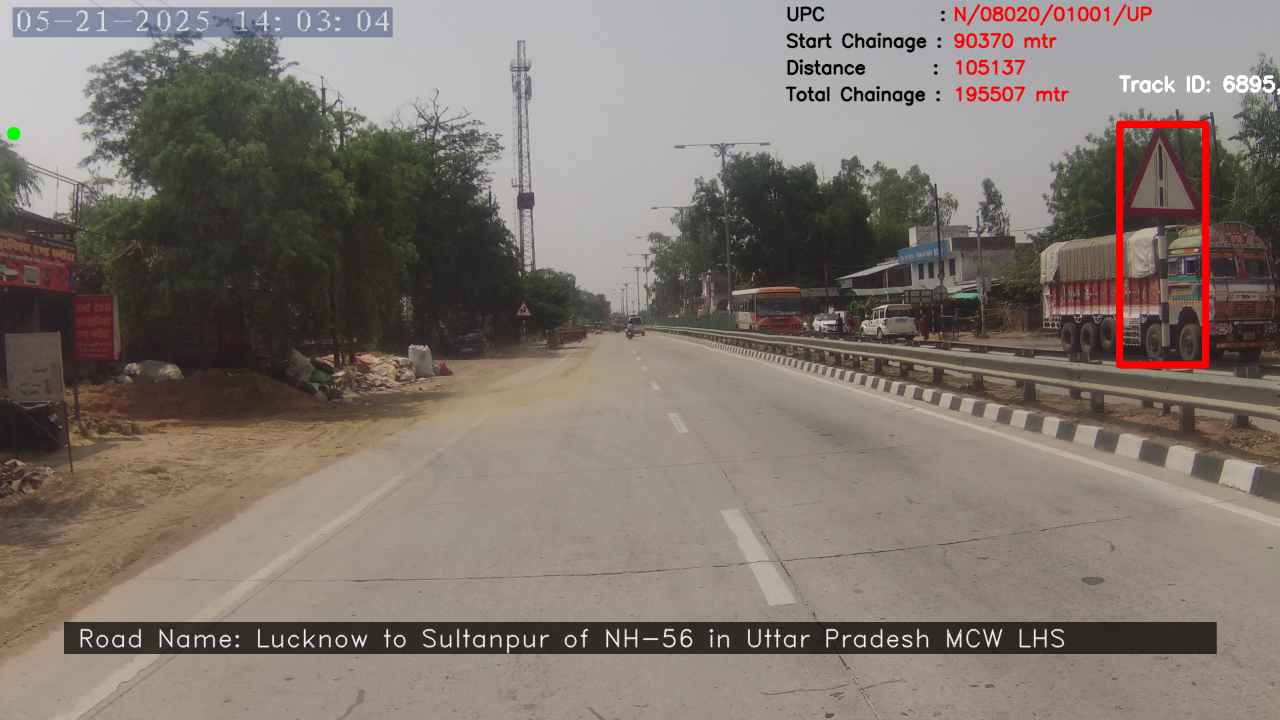 05-21-2025 14:03:04
UPC : N/08020/01001/UP
Start Chainage : 90370 mtr
Distance : 105137
Total Chainage : 195507 mtr
Track ID: 6895,
Road Name: Lucknow to Sultanpur of NH-56 in Uttar Pradesh MCW LHS